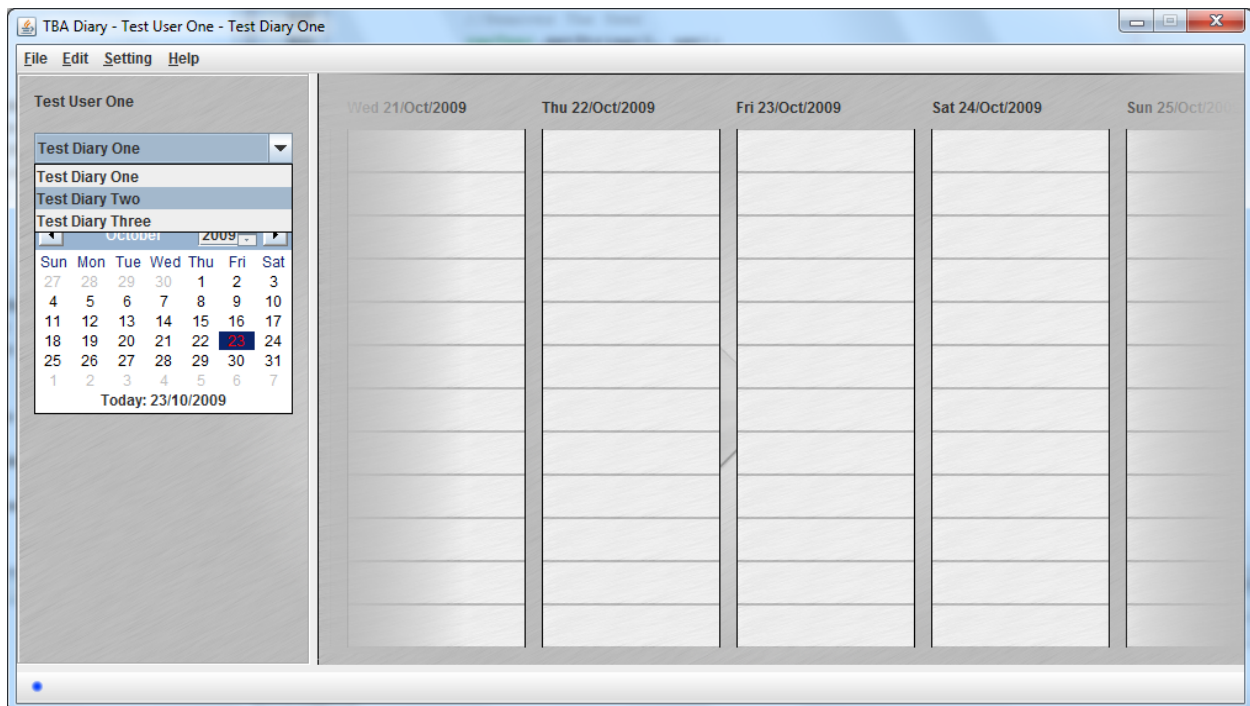 TBA Diary - Test User One - Test Diary One
File Edit Setting Help
Test User One
Test Diary One
Test Diary One
Test Diary Two
Test Diary Three
October 2009
Sun Mon Tue Wed Thu Fri Sat
27 28 29 30 1 2 3
4 5 6 7 8 9 10
11 12 13 14 15 16 17
18 19 20 21 22 23 24
25 26 27 28 29 30 31
1 2 3 4 5 6 7
Today: 23/10/2009
Wed 21/Oct/2009 Thu 22/Oct/2009 Fri 23/Oct/2009 Sat 24/Oct/2009 Sun 25/Oct/2009